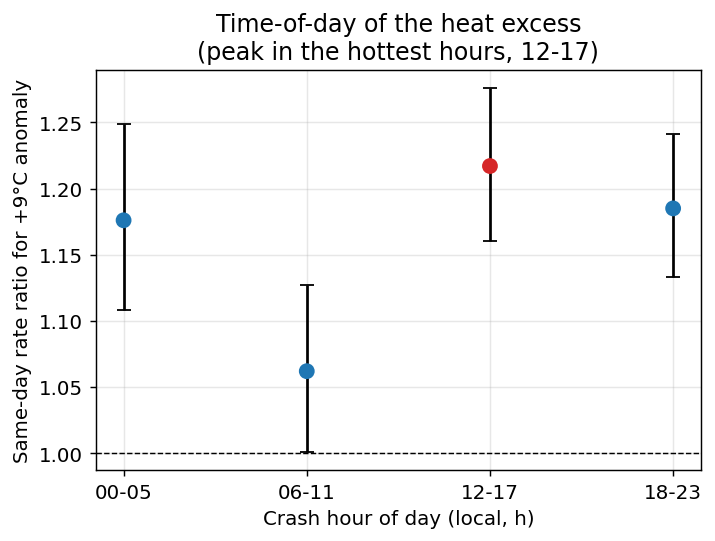 Time-of-day of the heat excess
(peak in the hottest hours, 12-17)
Same-day rate ratio for +9°C anomaly
1.25
1.20
1.15
1.10
1.05
1.00
00-05
06-11
12-17
18-23
Crash hour of day (local, h)